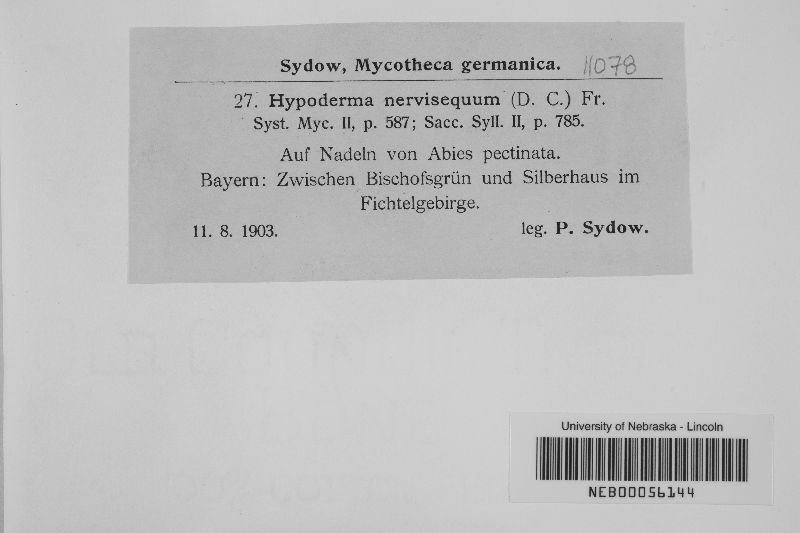 Sydow, Mycotheca germanica. 11078
27. Hypoderma nervisequum (D. C.) Fr.
Syst. Myc. II, p. 587; Sacc. Syll. II, p. 785.
Auf Nadeln von Abies pectinata.
Bayern: Zwischen Bischofsgrün und Silberhaus im
Fichtelgebirge.
11. 8. 1903. leg. P. Sydow.
University of Nebraska - Lincoln
NEB00056144